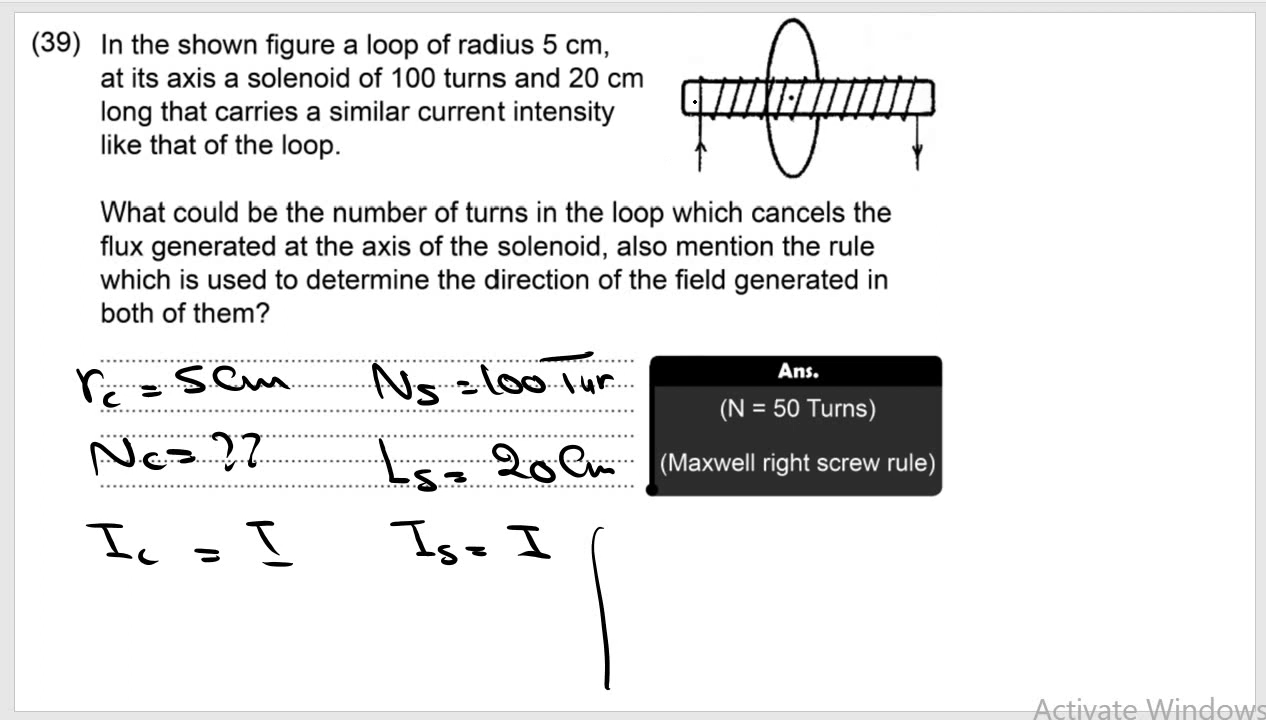 (39) In the shown figure a loop of radius 5 cm,
at its axis a solenoid of 100 turns and 20 cm
long that carries a similar current intensity
like that of the loop.
What could be the number of turns in the loop which cancels the
flux generated at the axis of the solenoid, also mention the rule
which is used to determine the direction of the field generated in
both of them?
rc = 5 cm Ns = 100 Tur
Nc = ?? Ls = 20 Cm
Ic = I Is = I
Ans.
(N = 50 Turns)
(Maxwell right screw rule)
Activate Windows